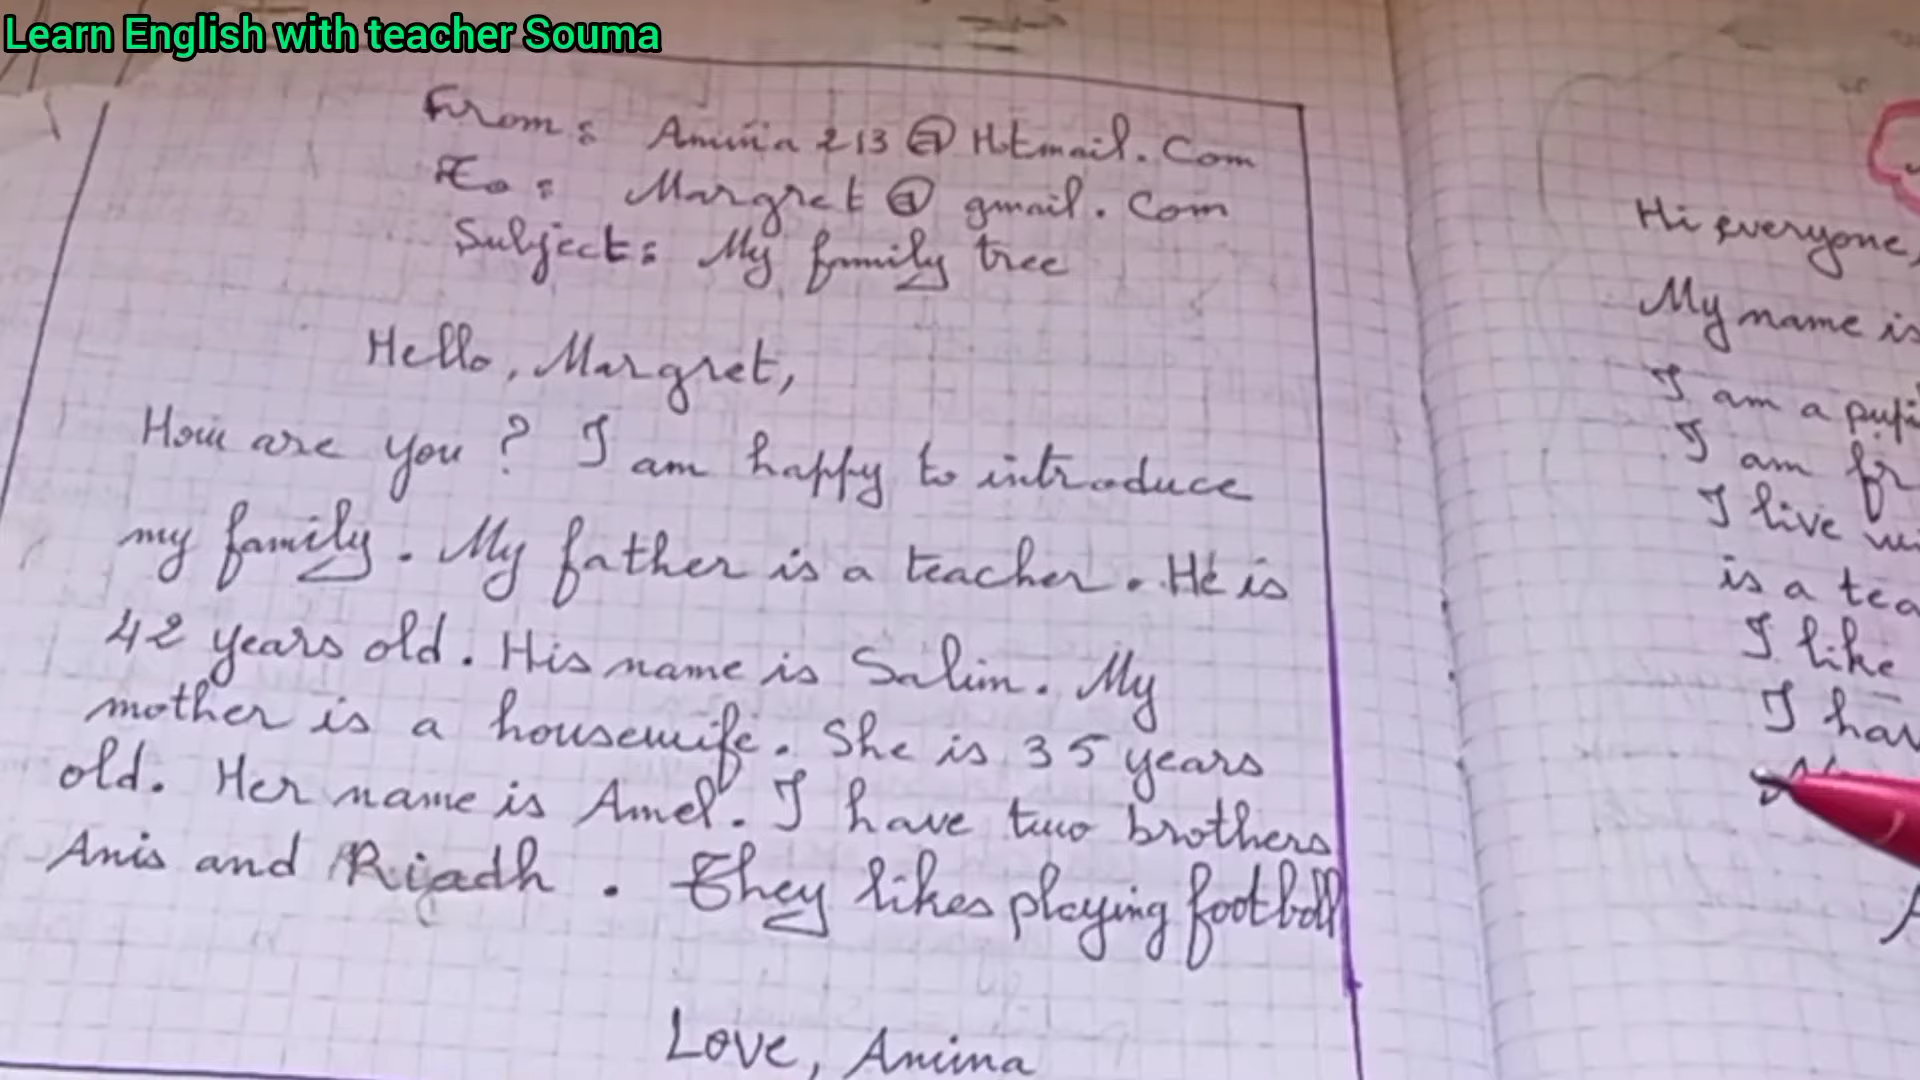 Learn English with teacher Souma
From: Amina213@Hotmail.Com
To: Margret@gmail.Com
Subject: My family tree
Hello, Margret,
How are you? I am happy to introduce
my family. My father is a teacher. He is
42 years old. His name is Salim. My
mother is a housewife. She is 35 years
old. Her name is Amel. I have two brothers
Anis and Riadh. They likes playing football
Love, Amina
Hi everyone,
My name is
I am a
I am
I live
is a
I like
I